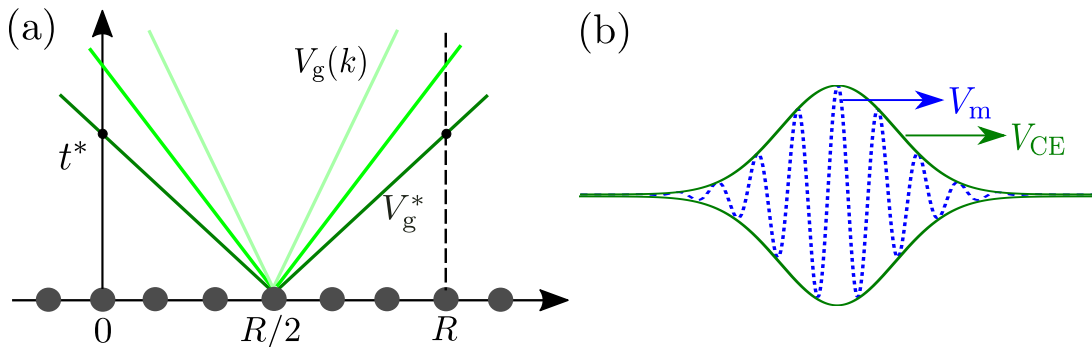 (a)
V_g(k)
t*
V_g*
0
R/2
R
(b)
V_m
V_CE